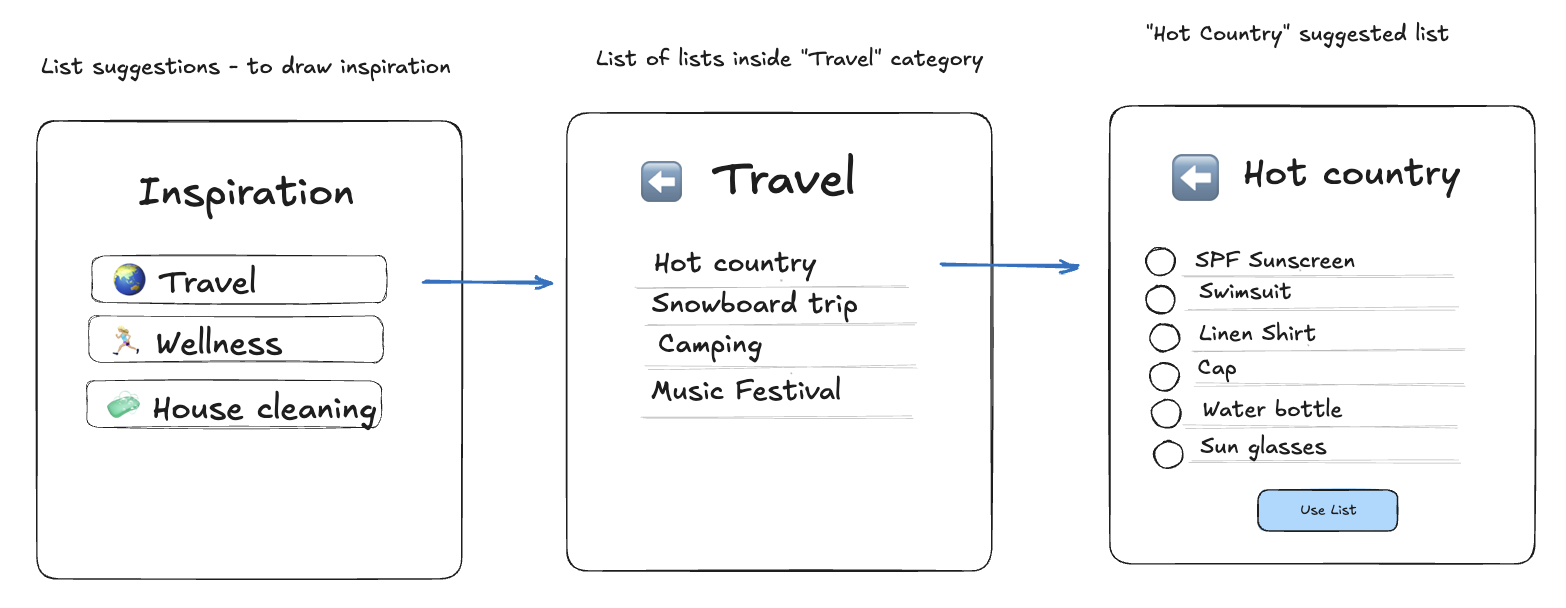 List suggestions - to draw inspiration
Inspiration
Travel
Wellness
House cleaning
List of lists inside "Travel" category
Travel
Hot country
Snowboard trip
Camping
Music Festival
"Hot Country" suggested list
Hot country
SPF Sunscreen
Swimsuit
Linen Shirt
Cap
Water bottle
Sun glasses
Use List